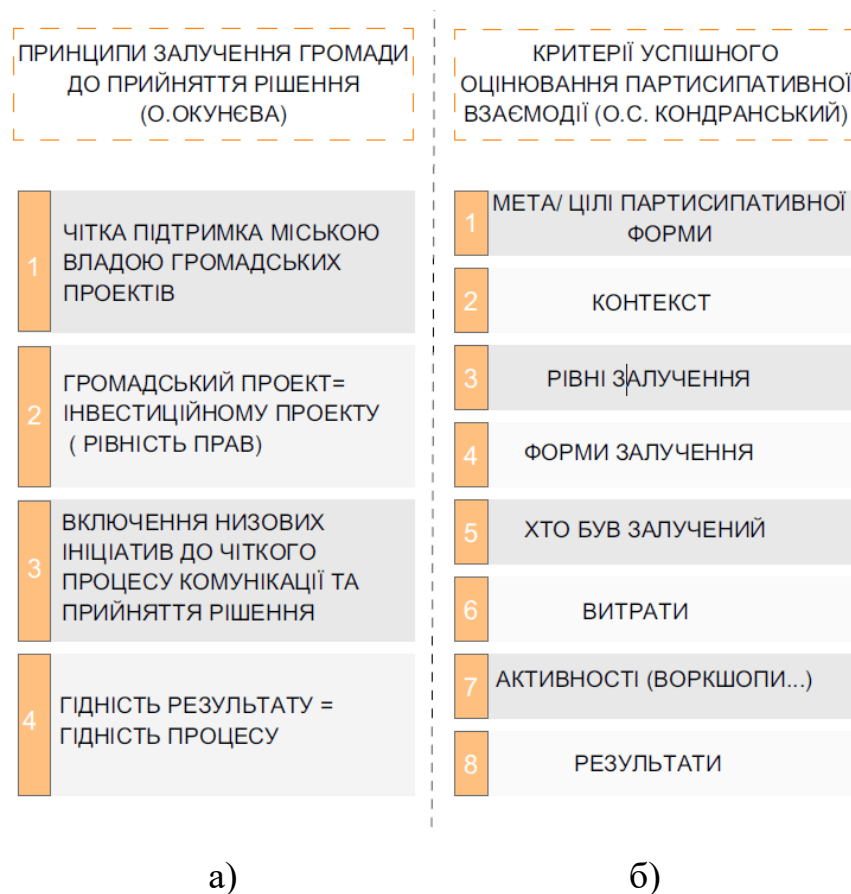 ПРИНЦИПИ ЗАЛУЧЕННЯ ГРОМАДИ
ДО ПРИЙНЯТТЯ РІШЕННЯ
(О.ОКУНЄВА)
1
ЧІТКА ПІДТРИМКА МІСЬКОЮ
ВЛАДОЮ ГРОМАДСЬКИХ
ПРОЕКТІВ
2
ГРОМАДСЬКИЙ ПРОЕКТ=
ІНВЕСТИЦІЙНОМУ ПРОЕКТУ
( РІВНІСТЬ ПРАВ)
3
ВКЛЮЧЕННЯ НИЗОВИХ
ІНІЦІАТИВ ДО ЧІТКОГО
ПРОЦЕСУ КОМУНІКАЦІЇ ТА
ПРИЙНЯТТЯ РІШЕННЯ
4
ГІДНІСТЬ РЕЗУЛЬТАТУ =
ГІДНІСТЬ ПРОЦЕСУ
а)
КРИТЕРІЇ УСПІШНОГО
ОЦІНЮВАННЯ ПАРТИСИПАТИВНОЇ
ВЗАЄМОДІЇ (О.С. КОНДРАНСЬКИЙ)
1
МЕТА/ ЦІЛІ ПАРТИСИПАТИВНОЇ
ФОРМИ
2
КОНТЕКСТ
3
РІВНІ ЗАЛУЧЕННЯ
4
ФОРМИ ЗАЛУЧЕННЯ
5
ХТО БУВ ЗАЛУЧЕНИЙ
6
ВИТРАТИ
7
АКТИВНОСТІ (ВОРКШОПИ...)
8
РЕЗУЛЬТАТИ
б)